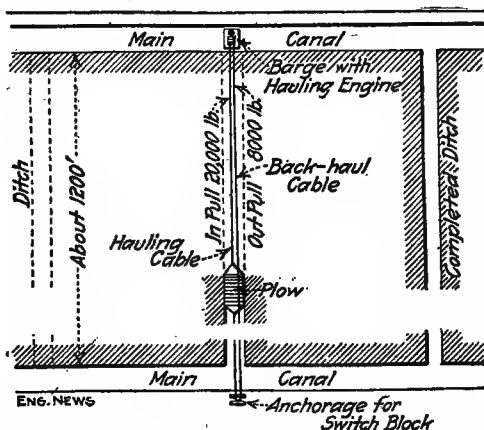 Main Canal
Barge with
Hauling Engine
In Pull 20,000 lb.
Out Pull 8000 lb.
Back-haul
Cable
Ditch
About 1200'
Completed Ditch
Hauling
Cable
Plow
Main Canal
ENG. NEWS
Anchorage for
Switch Block